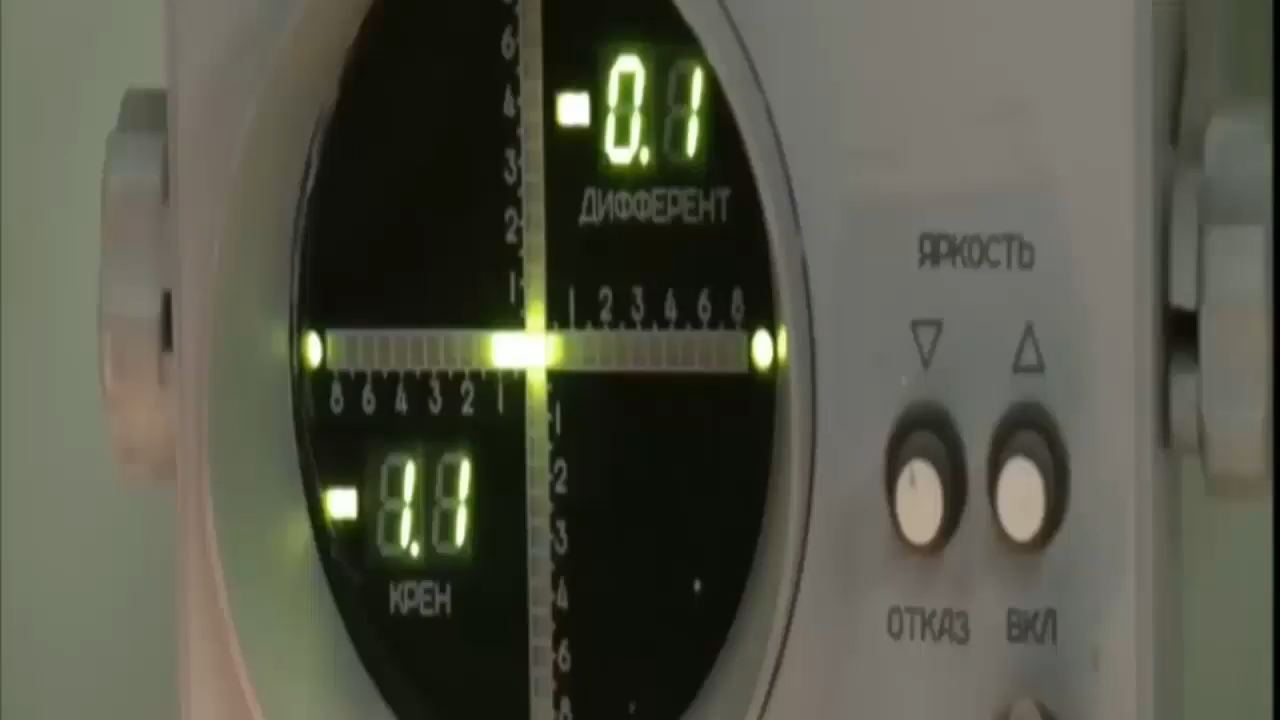 6
4
3
2
1
-0.1
ДИФФЕРЕНТ
1 2 3 4 6 8
8 6 4 3 2 1
1
2
3
4
6
8
-1.1
КРЕН
ЯРКОСТЬ
ОТКАЗ ВКЛ